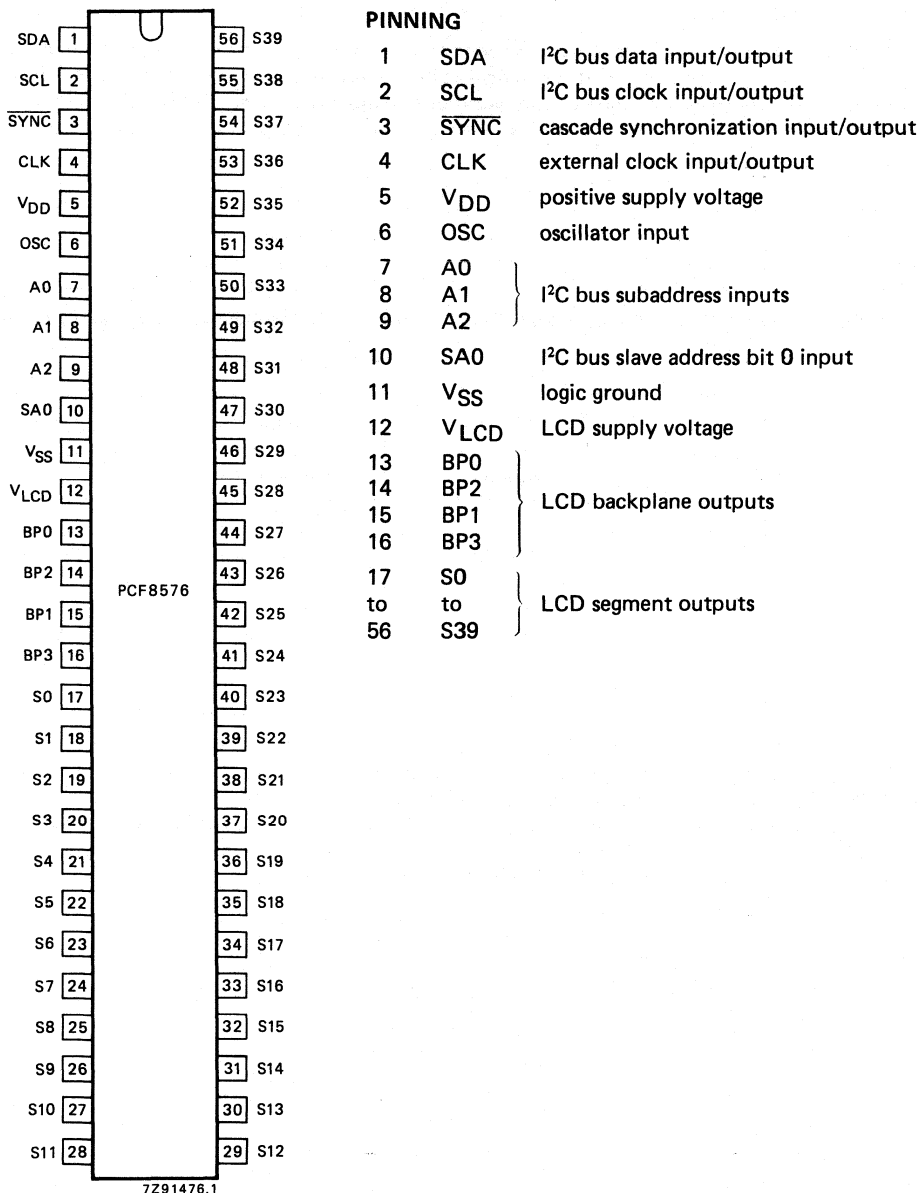 SDA 1
SCL 2
SYNC 3
CLK 4
VDD 5
OSC 6
A0 7
A1 8
A2 9
SA0 10
VSS 11
VLCD 12
BP0 13
BP2 14
BP1 15
BP3 16
S0 17
S1 18
S2 19
S3 20
S4 21
S5 22
S6 23
S7 24
S8 25
S9 26
S10 27
S11 28
PCF8576
56 S39
55 S38
54 S37
53 S36
52 S35
51 S34
50 S33
49 S32
48 S31
47 S30
46 S29
45 S28
44 S27
43 S26
42 S25
41 S24
40 S23
39 S22
38 S21
37 S20
36 S19
35 S18
34 S17
33 S16
32 S15
31 S14
30 S13
29 S12
7Z91476.1
PINNING
1 SDA I²C bus data input/output
2 SCL I²C bus clock input/output
3 SYNC cascade synchronization input/output
4 CLK external clock input/output
5 VDD positive supply voltage
6 OSC oscillator input
7 A0
8 A1 I²C bus subaddress inputs
9 A2
10 SA0 I²C bus slave address bit 0 input
11 VSS logic ground
12 VLCD LCD supply voltage
13 BP0
14 BP2
LCD backplane outputs
15 BP1
16 BP3
17 S0
to to LCD segment outputs
56 S39